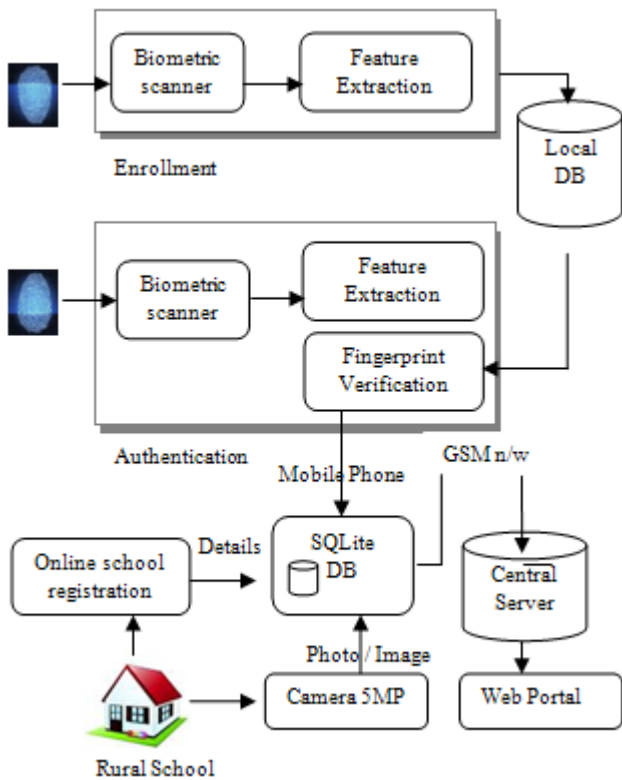 Biometric
scanner
Feature
Extraction
Enrollment
Local
DB
Biometric
scanner
Feature
Extraction
Fingerprint
Verification
Authentication
Mobile Phone
GSM n/w
Online school
registration
Details
SQLite
DB
Central
Server
Photo / Image
Camera 5MP
Web Portal
Rural School